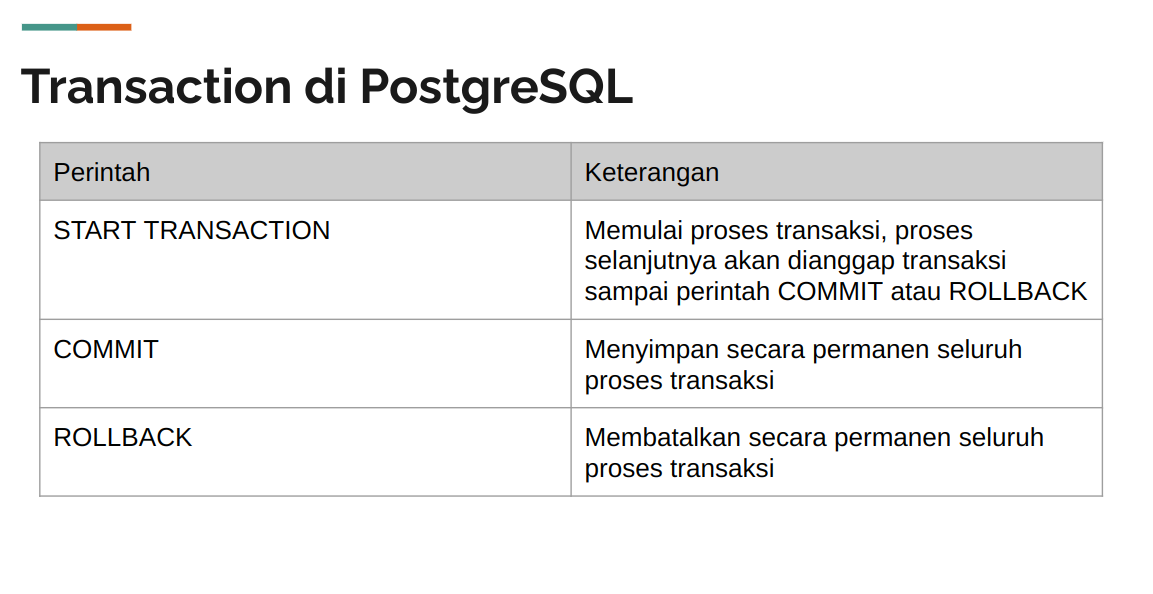 Transaction di PostgreSQL
Perintah
Keterangan
START TRANSACTION
Memulai proses transaksi, proses
selanjutnya akan dianggap transaksi
sampai perintah COMMIT atau ROLLBACK
COMMIT
Menyimpan secara permanen seluruh
proses transaksi
ROLLBACK
Membatalkan secara permanen seluruh
proses transaksi